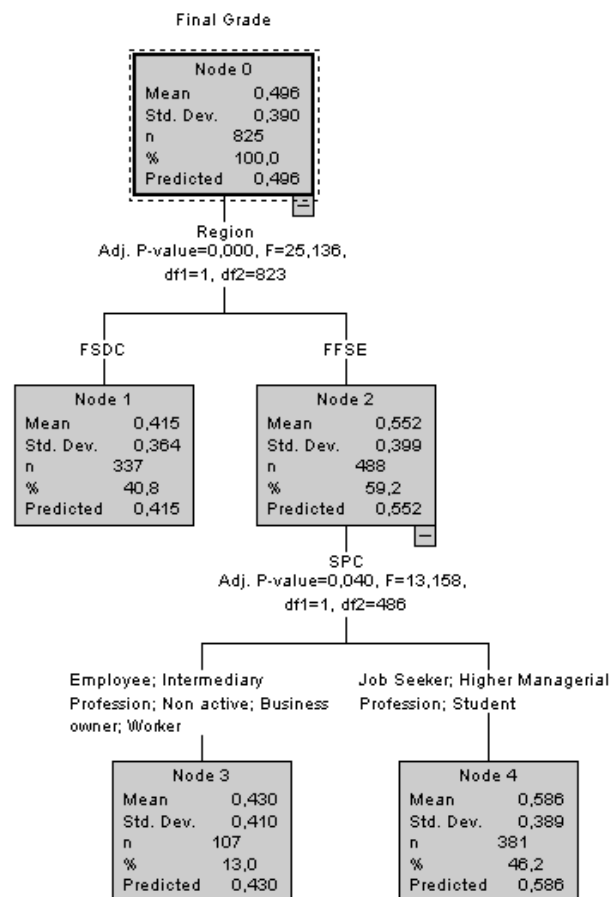 Final Grade
Node 0
Mean 0,496
Std. Dev. 0,390
n 825
% 100,0
Predicted 0,496
Region
Adj. P-value=0,000, F=25,136,
df1=1, df2=823
FSDC
FFSE
Node 1
Mean 0,415
Std. Dev. 0,364
n 337
% 40,8
Predicted 0,415
Node 2
Mean 0,552
Std. Dev. 0,399
n 488
% 59,2
Predicted 0,552
SPC
Adj. P-value=0,040, F=13,158,
df1=1, df2=486
Employee; Intermediary
Profession; Non active; Business
owner; Worker
Job Seeker; Higher Managerial
Profession; Student
Node 3
Mean 0,430
Std. Dev. 0,410
n 107
% 13,0
Predicted 0,430
Node 4
Mean 0,586
Std. Dev. 0,389
n 381
% 46,2
Predicted 0,586